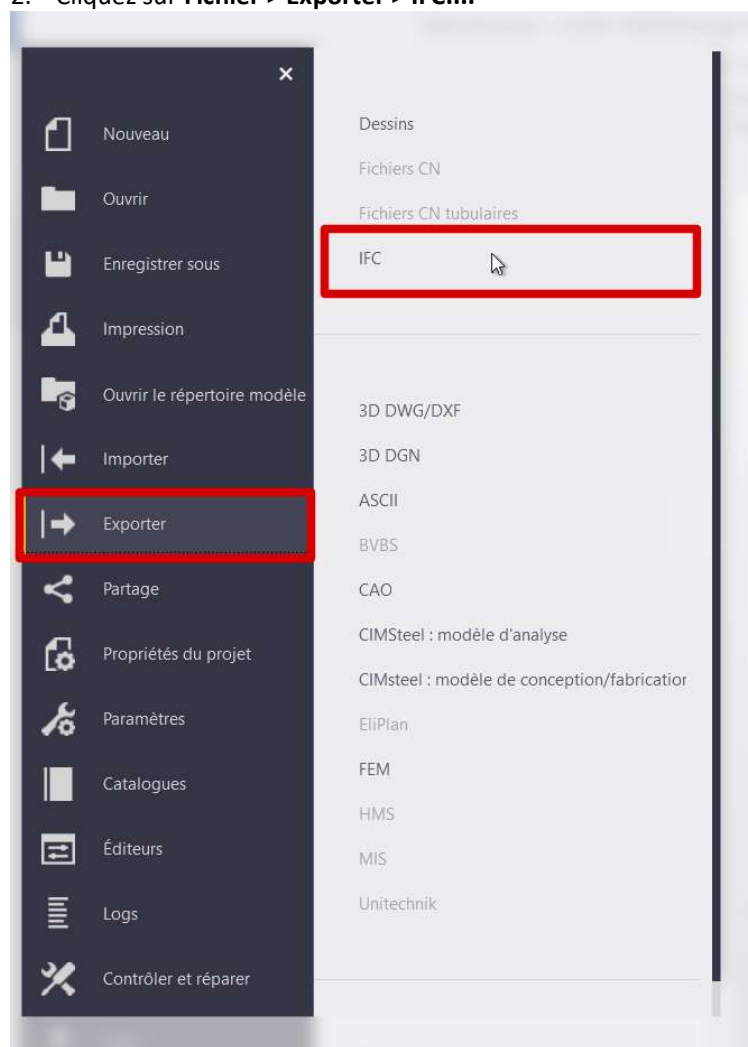 2. Cliquez sur Fichier > Exporter > IFC....
Nouveau
Ouvrir
Enregistrer sous
Impression
Ouvrir le répertoire modèle
Importer
Exporter
Partage
Propriétés du projet
Paramètres
Catalogues
Éditeurs
Logs
Contrôler et réparer
Dessins
Fichiers CN
Fichiers CN tubulaires
IFC
3D DWG/DXF
3D DGN
ASCII
BVBS
CAO
CIMSteel : modèle d'analyse
CIMsteel : modèle de conception/fabrication
EliPlan
FEM
HMS
MIS
Unitechnik